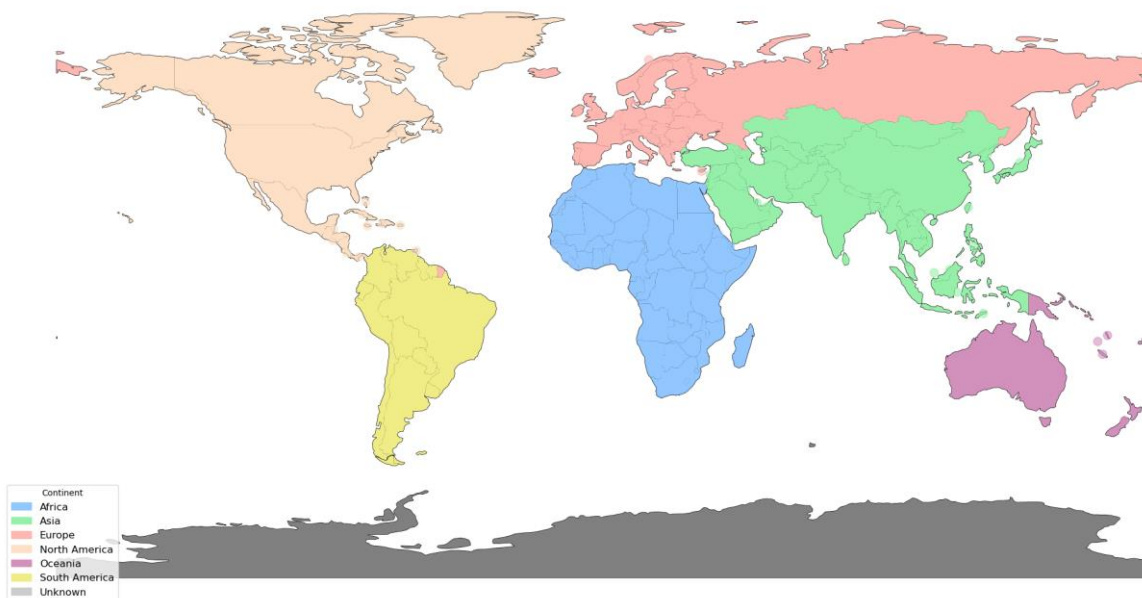 Continent
Africa
Asia
Europe
North America
Oceania
South America
Unknown